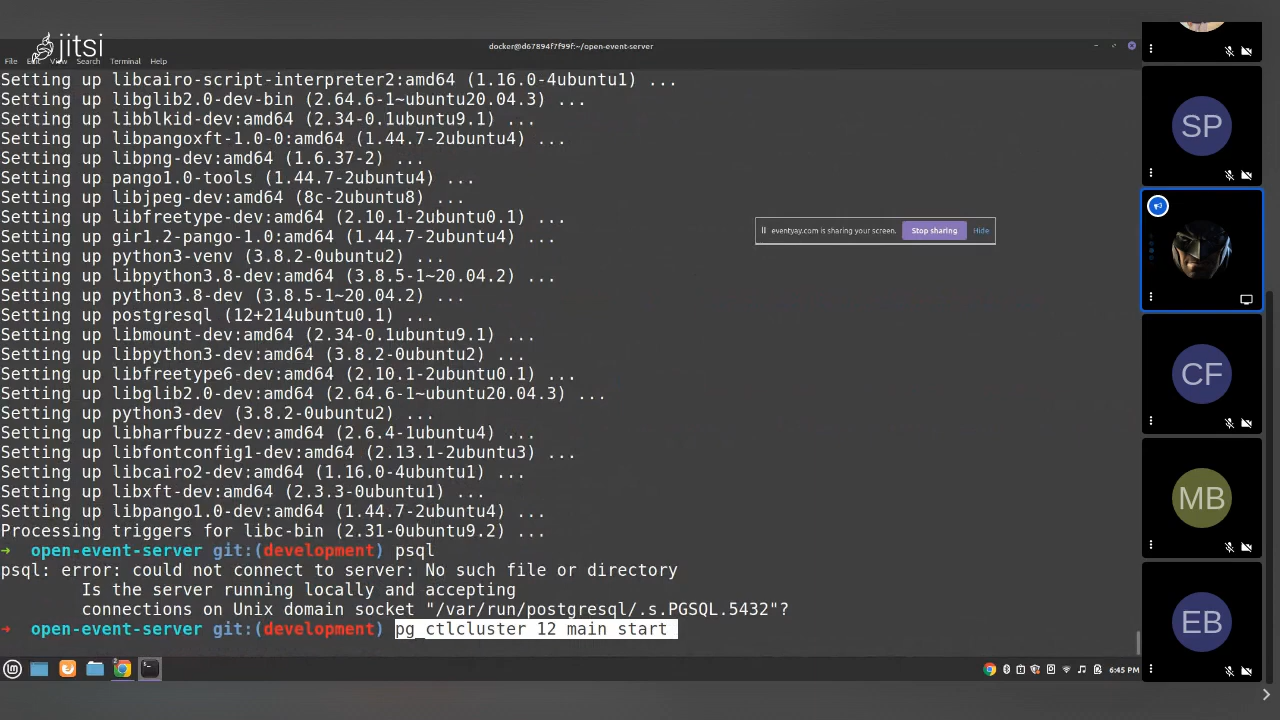 jitsi
docker@d67894f7f99f:~/open-event-server
File Edit View Search Terminal Help
Setting up libcairo-script-interpreter2:amd64 (1.16.0-4ubuntu1) ...
Setting up libglib2.0-dev-bin (2.64.6-1~ubuntu20.04.3) ...
Setting up libblkid-dev:amd64 (2.34-0.1ubuntu9.1) ...
Setting up libpangoxft-1.0-0:amd64 (1.44.7-2ubuntu4) ...
Setting up libpng-dev:amd64 (1.6.37-2) ...
Setting up pango1.0-tools (1.44.7-2ubuntu4) ...
Setting up libjpeg-dev:amd64 (8c-2ubuntu8) ...
Setting up libfreetype-dev:amd64 (2.10.1-2ubuntu0.1) ...
Setting up gir1.2-pango-1.0:amd64 (1.44.7-2ubuntu4) ...
Setting up python3-venv (3.8.2-0ubuntu2) ...
Setting up libpython3.8-dev:amd64 (3.8.5-1~20.04.2) ...
Setting up python3.8-dev (3.8.5-1~20.04.2) ...
Setting up postgresql (12+214ubuntu0.1) ...
Setting up libmount-dev:amd64 (2.34-0.1ubuntu9.1) ...
Setting up libpython3-dev:amd64 (3.8.2-0ubuntu2) ...
Setting up libfreetype6-dev:amd64 (2.10.1-2ubuntu0.1) ...
Setting up libglib2.0-dev:amd64 (2.64.6-1~ubuntu20.04.3) ...
Setting up python3-dev (3.8.2-0ubuntu2) ...
Setting up libharfbuzz-dev:amd64 (2.6.4-1ubuntu4) ...
Setting up libfontconfig1-dev:amd64 (2.13.1-2ubuntu3) ...
Setting up libcairo2-dev:amd64 (1.16.0-4ubuntu1) ...
Setting up libxft-dev:amd64 (2.3.3-0ubuntu1) ...
Setting up libpango1.0-dev:amd64 (1.44.7-2ubuntu4) ...
Processing triggers for libc-bin (2.31-0ubuntu9.2) ...
➜ open-event-server git:(development) psql
psql: error: could not connect to server: No such file or directory
Is the server running locally and accepting
connections on Unix domain socket "/var/run/postgresql/.s.PGSQL.5432"?
➜ open-event-server git:(development) pg_ctlcluster 12 main start
eventyay.com is sharing your screen. Stop sharing Hide
6:45 PM
SP
CF
MB
EB